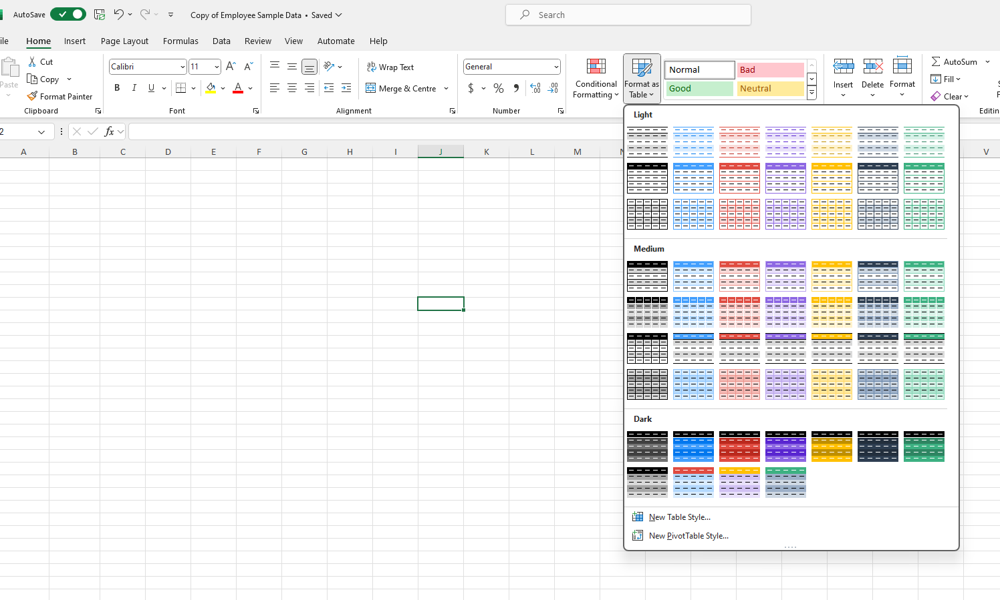 AutoSave
Copy of Employee Sample Data • Saved
Search
ile
Home
Insert
Page Layout
Formulas
Data
Review
View
Automate
Help
Paste
Cut
Copy
Format Painter
Clipboard
Calibri
11
A
A
B
I
U
A
Font
Wrap Text
Merge & Centre
Alignment
General
$
%
Number
Conditional
Formatting
Format as
Table
Normal
Bad
Good
Neutral
Insert
Delete
Format
AutoSum
Fill
Clear
Editin
2
fx
A
B
C
D
E
F
G
H
I
J
K
L
M
V
Light
Medium
Dark
New Table Style...
New PivotTable Style...